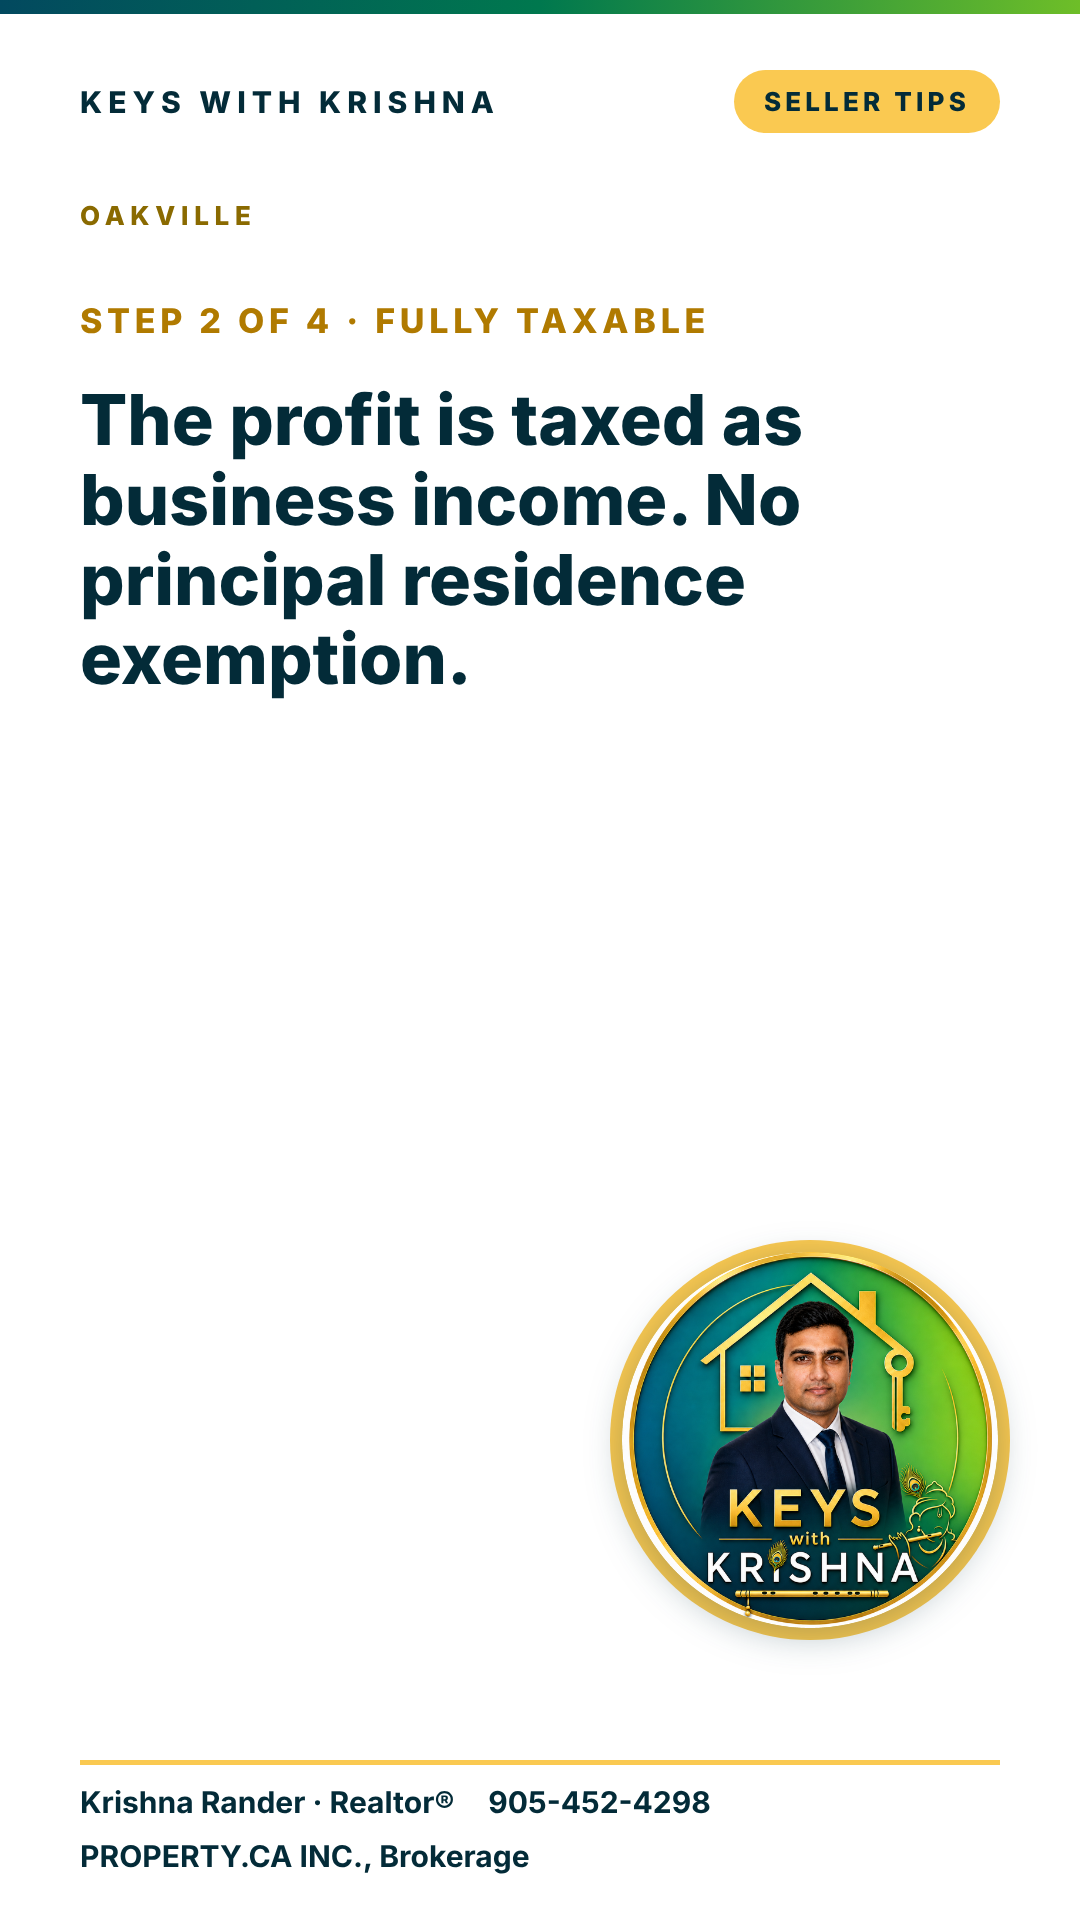 KEYS WITH KRISHNA
SELLER TIPS
OAKVILLE
STEP 2 OF 4 · FULLY TAXABLE
The profit is taxed as
business income. No
principal residence
exemption.
KEYS
with
KRISHNA
Krishna Rander · Realtor® 905-452-4298
PROPERTY.CA INC., Brokerage